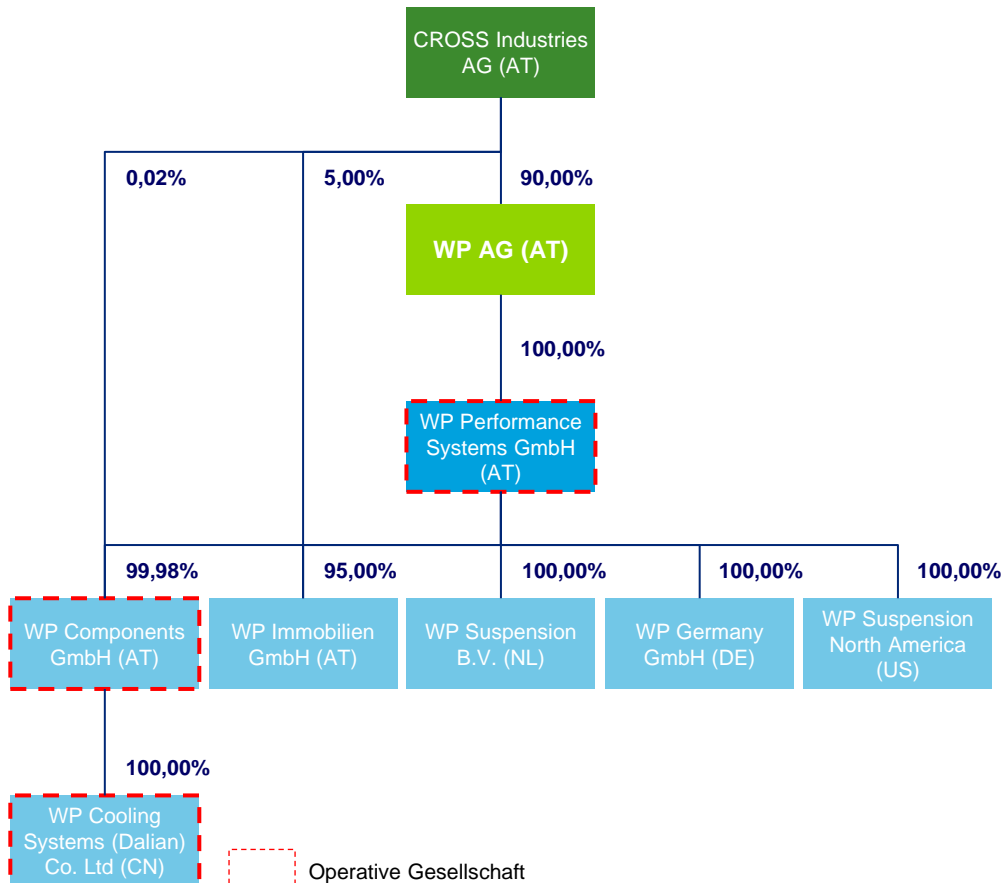 CROSS Industries
AG (AT)
0,02%
5,00%
90,00%
WP AG (AT)
100,00%
WP Performance
Systems GmbH
(AT)
99,98%
95,00%
100,00%
100,00%
100,00%
WP Components
GmbH (AT)
WP Immobilien
GmbH (AT)
WP Suspension
B.V. (NL)
WP Germany
GmbH (DE)
WP Suspension
North America
(US)
100,00%
WP Cooling
Systems (Dalian)
Co. Ltd (CN)
Operative Gesellschaft